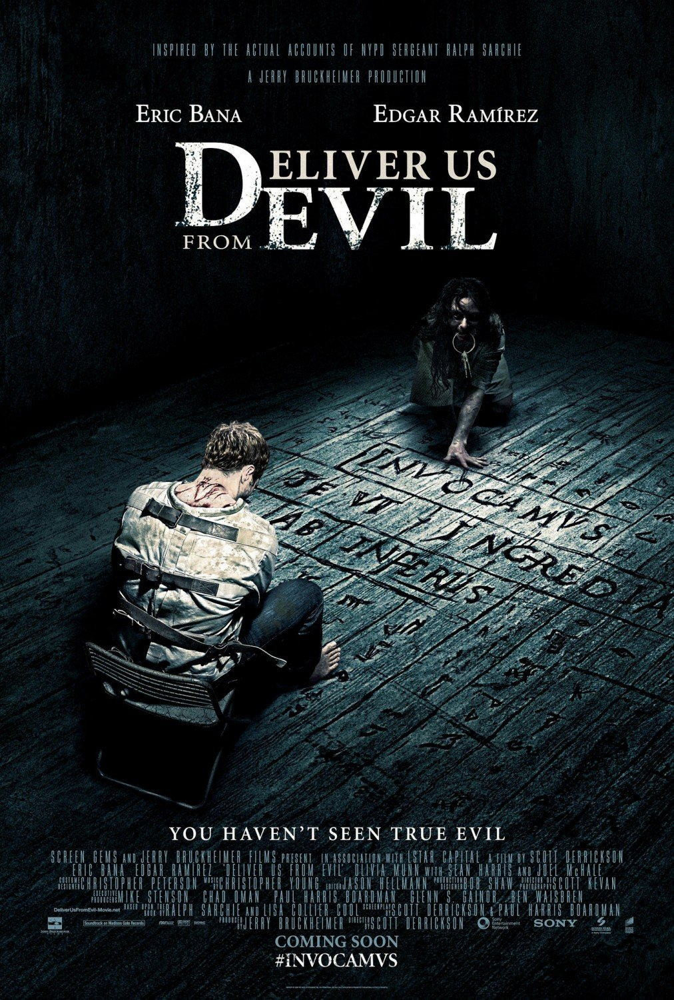 INSPIRED BY THE ACTUAL ACCOUNTS OF NYPD SERGEANT RALPH SARCHIE
A JERRY BRUCKHEIMER PRODUCTION
ERIC BANA EDGAR RAMÍREZ
DELIVER US
FROM EVIL
INVOCAMVS
INGREDIA
AB INFERUS
YOU HAVEN'T SEEN TRUE EVIL
SCREEN GEMS AND JERRY BRUCKHEIMER FILMS PRESENT IN ASSOCIATION WITH LSTAR CAPITAL A FILM BY SCOTT DERRICKSON
ERIC BANA EDGAR RAMÍREZ "DELIVER US FROM EVIL" OLIVIA MUNN WITH SEAN HARRIS AND JOEL McHALE
COSTUME DESIGNER CHRISTOPHER PETERSON MUSIC BY CHRISTOPHER YOUNG EDITOR JASON HELLMANN PRODUCTION DESIGNER BOB SHAW DIRECTOR OF PHOTOGRAPHY SCOTT KEVAN
EXECUTIVE PRODUCERS MIKE STENSON CHAD OMAN PAUL HARRIS BOARDMAN GLENN S. GAINOR BEN WAISBREN
DeliverUsFromEvil-Movie.net BASED UPON THE BOOK BY RALPH SARCHIE AND LISA COLLIER COOL SCREENPLAY BY SCOTT DERRICKSON & PAUL HARRIS BOARDMAN
PRODUCED BY JERRY BRUCKHEIMER DIRECTED BY SCOTT DERRICKSON
JERRY BRUCKHEIMER FILMS
Soundtrack on Madison Gate Records
Sony Entertainment Network
SONY
SCREEN GEMS
COMING SOON
#INVOCAMVS